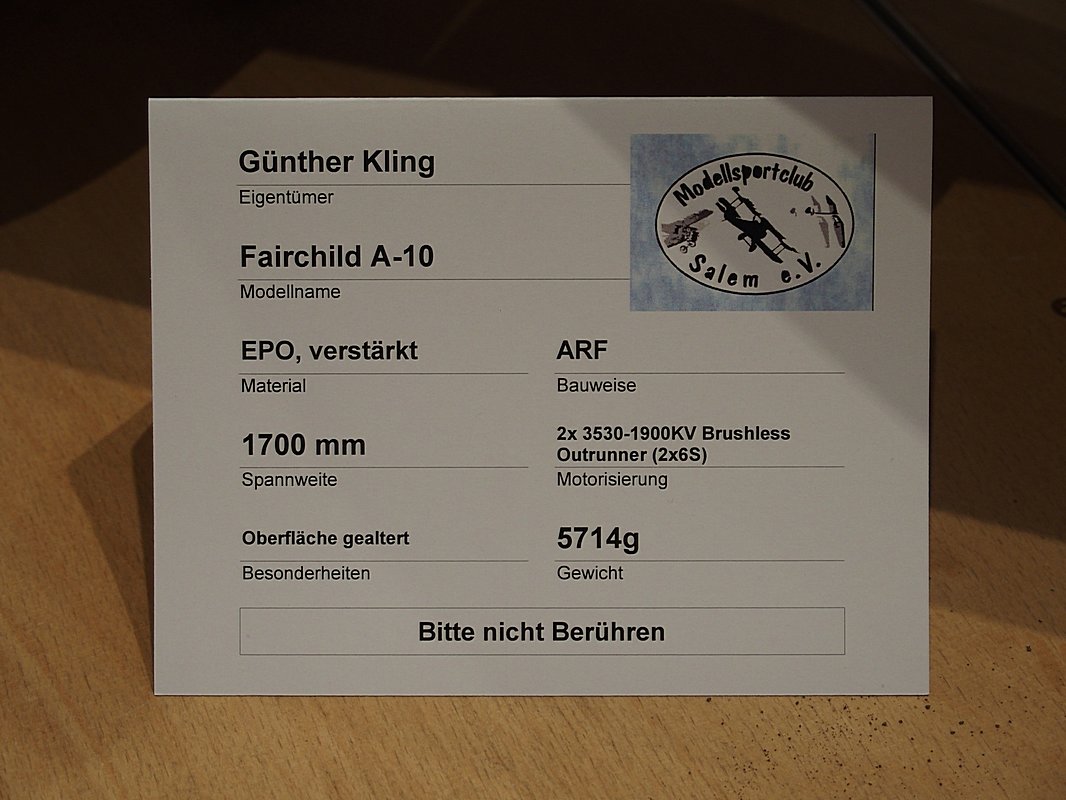 Günther Kling
Eigentümer
Modellsportclub
Salem e.V.
Fairchild A-10
Modellname
EPO, verstärkt
Material
ARF
Bauweise
1700 mm
Spannweite
2x 3530-1900KV Brushless
Outrunner (2x6S)
Motorisierung
Oberfläche gealtert
Besonderheiten
5714g
Gewicht
Bitte nicht Berühren